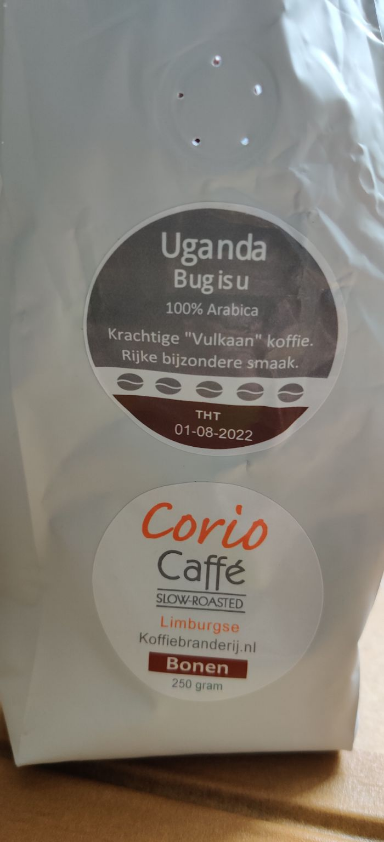 Uganda
Bugisu
100% Arabica
Krachtige "Vulkaan" koffie.
Rijke bijzondere smaak.
THT
01-08-2022
Corio
Caffé
SLOW-ROASTED
Limburgse
Koffiebranderij.nl
Bonen
250 gram